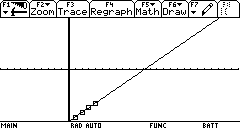 F1 F2 Zoom F3 Trace F4 Regraph F5 Math F6 Draw F7
MAIN RAD AUTO FUNC BATT